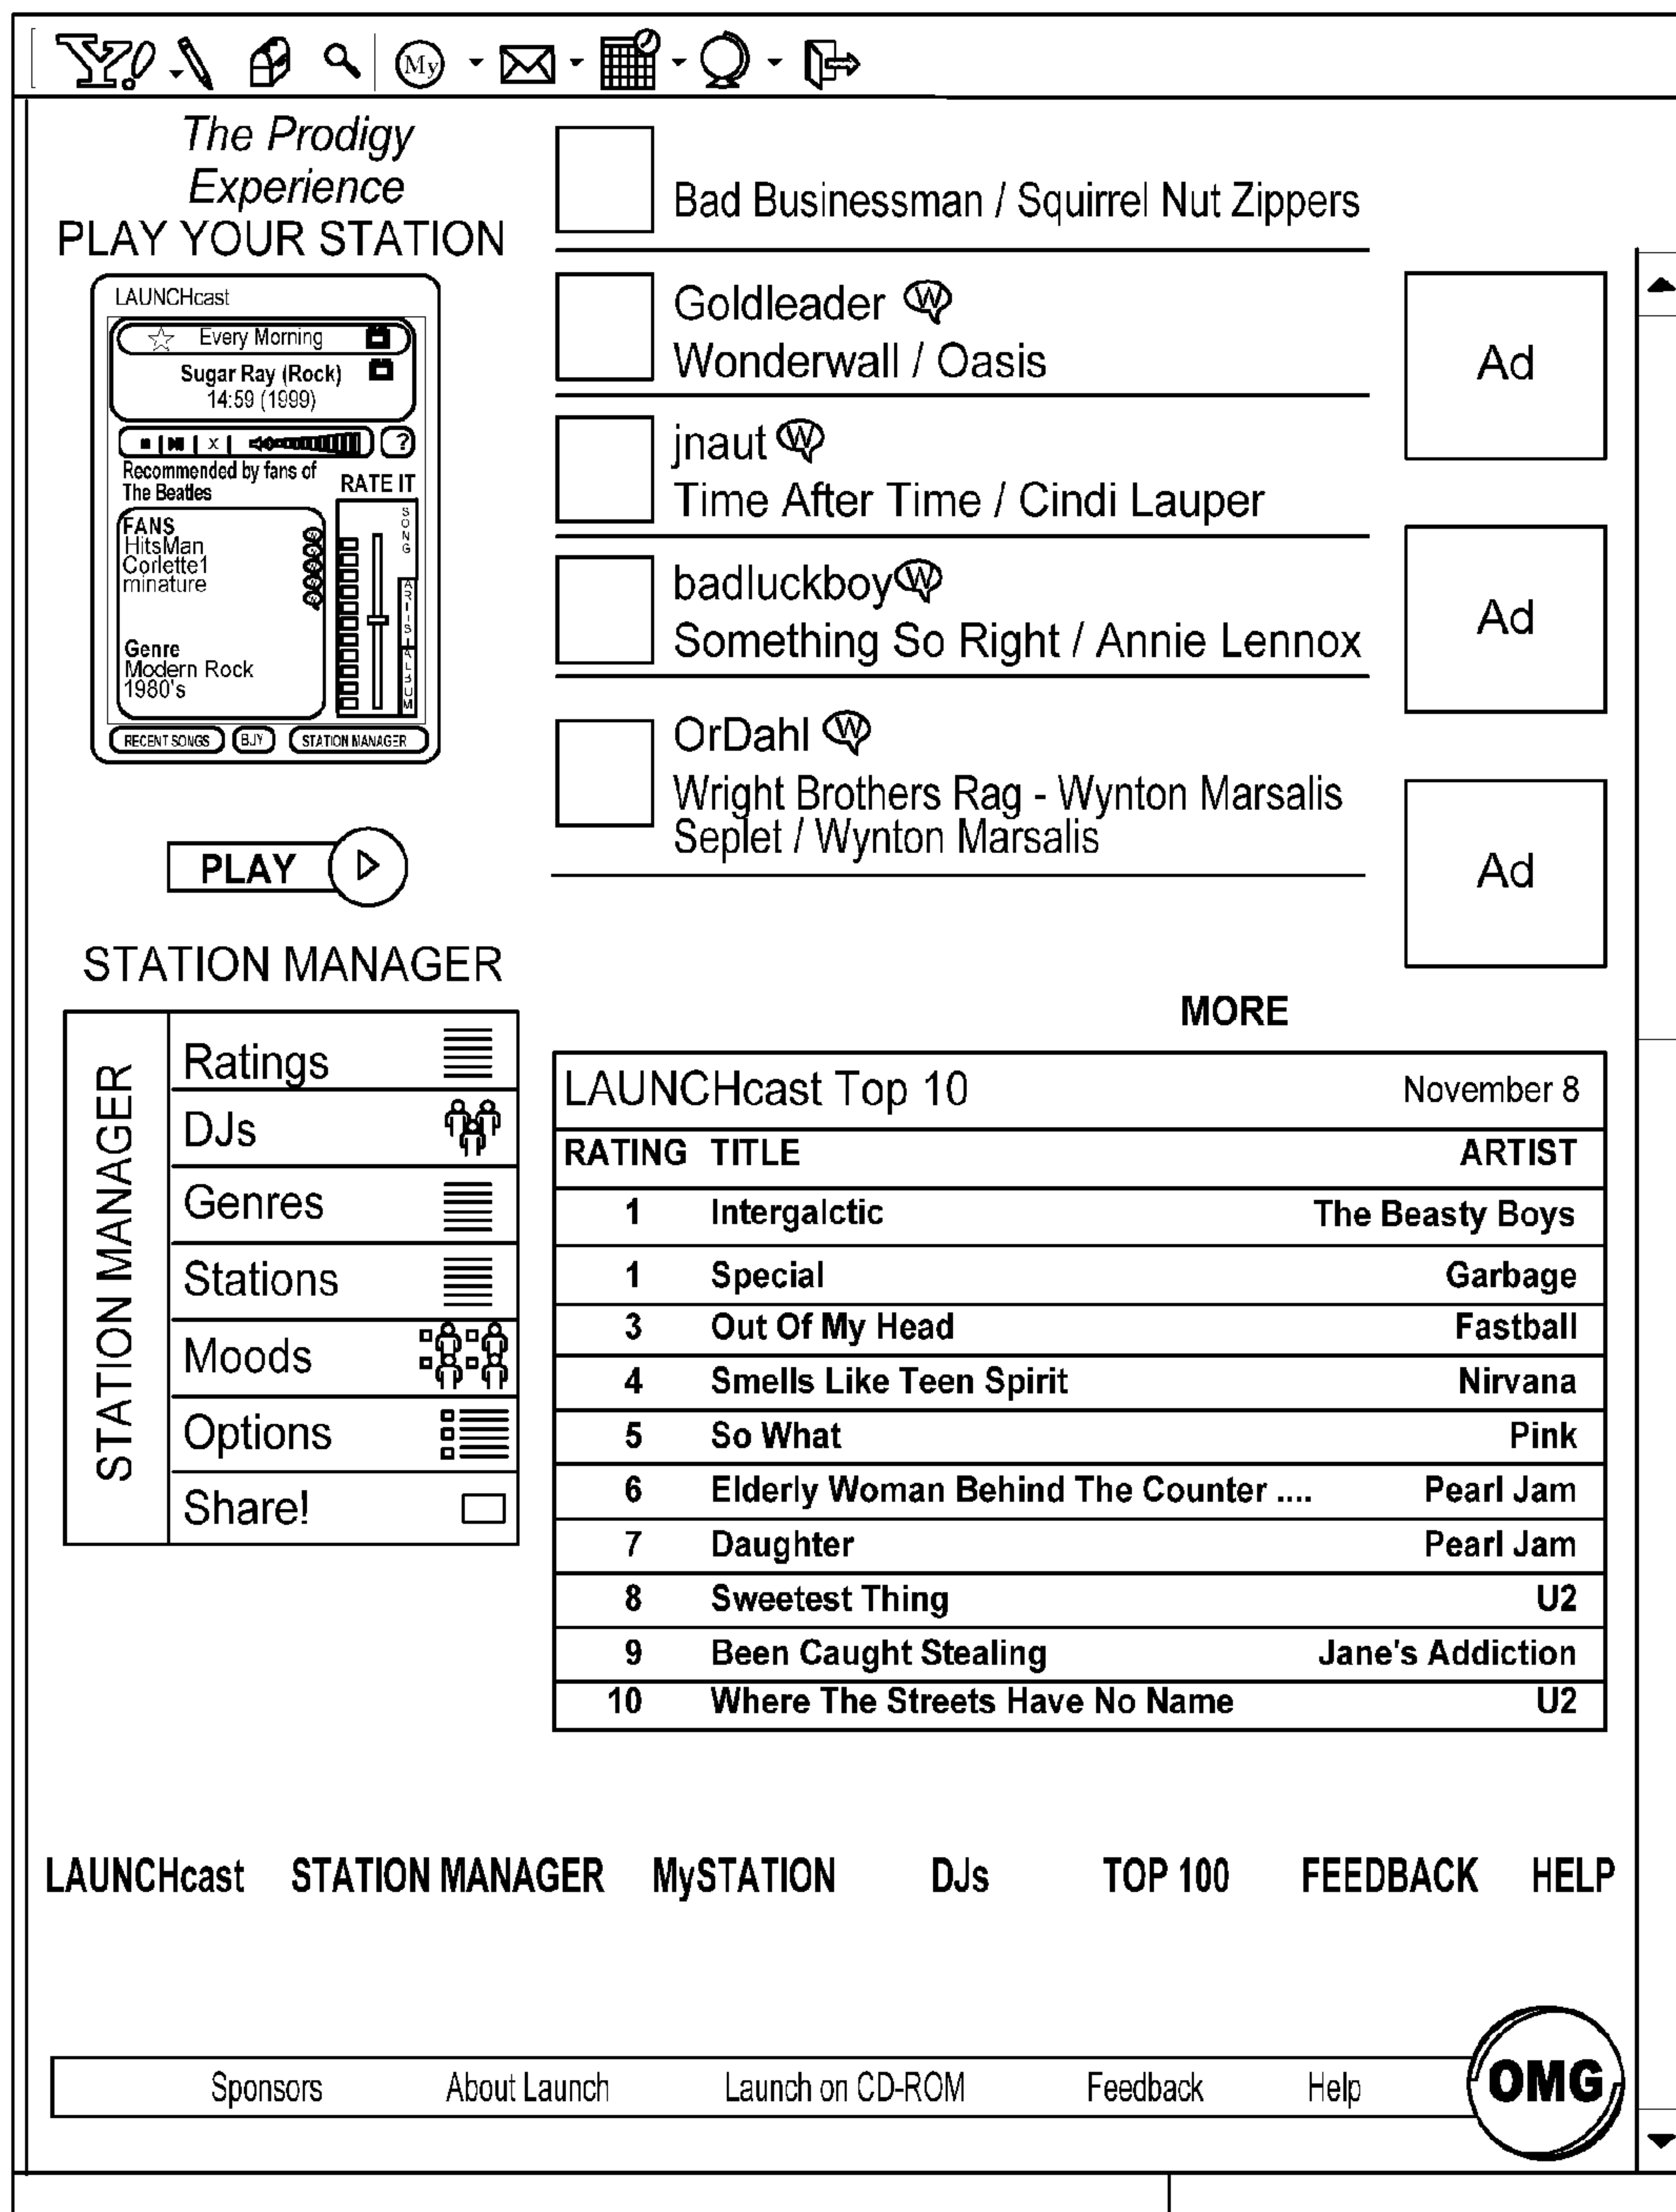 Y!
My
The Prodigy
Experience
PLAY YOUR STATION
LAUNCHcast
Every Morning
Sugar Ray (Rock)
14:59 (1999)
x
?
Recommended by fans of
The Beatles
RATE IT
FANS
HitsMan
Corlette1
minature
Genre
Modern Rock
1980's
SONG
ARTIST
ALBUM
RECENT SONGS
BUY
STATION MANAGER
PLAY
STATION MANAGER
STATION MANAGER
Ratings
DJs
Genres
Stations
Moods
Options
Share!
Bad Businessman / Squirrel Nut Zippers
Goldleader W
Wonderwall / Oasis
jnaut W
Time After Time / Cindi Lauper
badluckboy W
Something So Right / Annie Lennox
OrDahl W
Wright Brothers Rag - Wynton Marsalis
Seplet / Wynton Marsalis
Ad
Ad
Ad
MORE
LAUNCHcast Top 10 November 8
RATING TITLE ARTIST
1 Intergalctic The Beasty Boys
1 Special Garbage
3 Out Of My Head Fastball
4 Smells Like Teen Spirit Nirvana
5 So What Pink
6 Elderly Woman Behind The Counter .... Pearl Jam
7 Daughter Pearl Jam
8 Sweetest Thing U2
9 Been Caught Stealing Jane's Addiction
10 Where The Streets Have No Name U2
LAUNCHcast STATION MANAGER MySTATION DJs TOP 100 FEEDBACK HELP
Sponsors About Launch Launch on CD-ROM Feedback Help
OMG